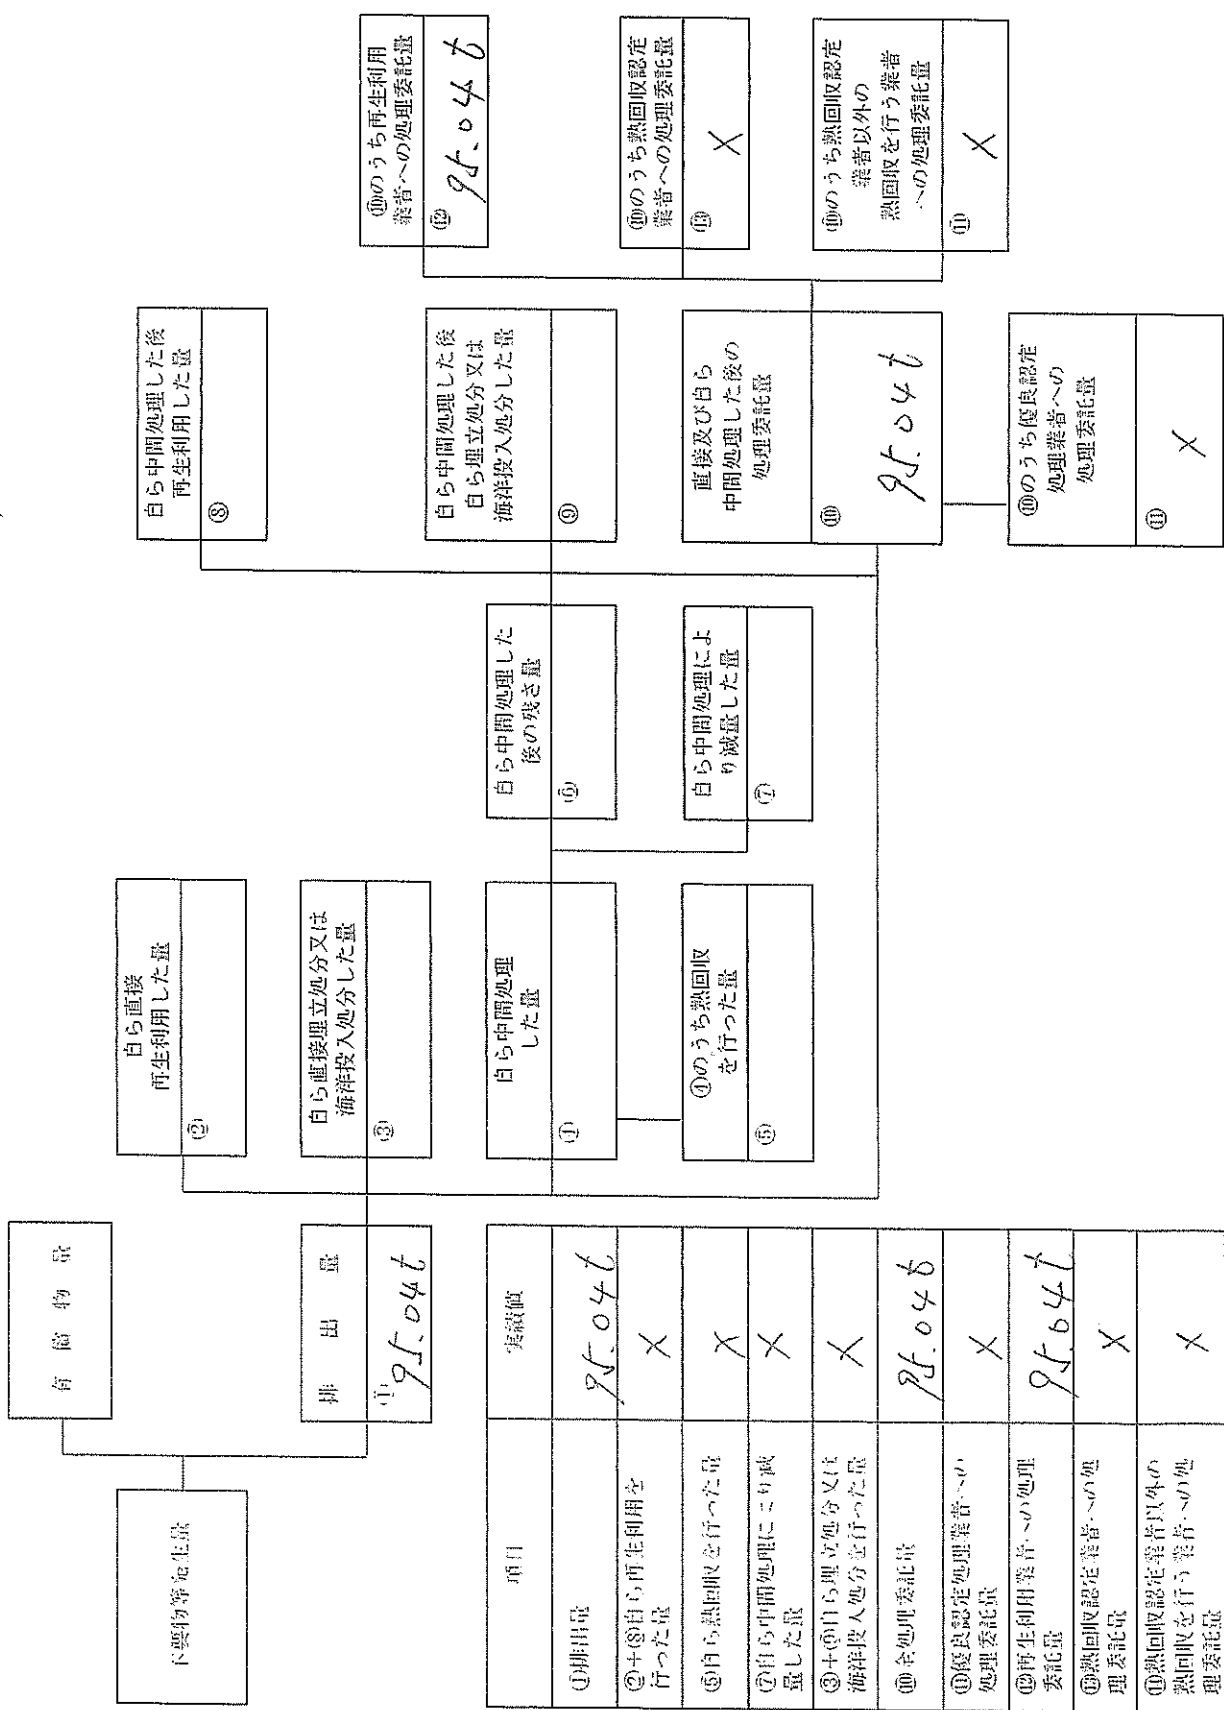 不要物等発生量
有償物量
排出量
① 95.04t
自ら直接
再生利用した量
②
自ら直接埋立処分又は
海洋投入処分した量
③
自ら中間処理
した量
④
④のうち熱回収
を行った量
⑤
自ら中間処理した
後の残さ量
⑥
自ら中間処理によ
り減量した量
⑦
自ら中間処理した後
再生利用した量
⑧
自ら中間処理した後
自ら埋立処分又は
海洋投入処分した量
⑨
直接及び自ら
中間処理した後の
処理委託量
⑩
95.04t
⑩のうち優良認定
処理業者への
処理委託量
⑪
X
⑩のうち再生利用
業者への処理委託量
⑫ 95.04t
⑩のうち熱回収認定
業者への処理委託量
⑬
X
⑩のうち熱回収認定
業者以外の
熱回収を行う業者
への処理委託量
⑭
X
項目 実績値
①排出量 95.04t
②+⑧自ら再生利用を
行った量 X
⑤自ら熱回収を行った量 X
⑦自ら中間処理により減
量した量 X
③+⑨自ら埋立処分又は
海洋投入処分を行った量 X
⑩全処理委託量 95.04t
⑪優良認定処理業者への
処理委託量 X
⑫再生利用業者への処理
委託量 95.04t
⑬熱回収認定業者への処
理委託量 X
⑭熱回収認定業者以外の
熱回収を行う業者への処
理委託量 X